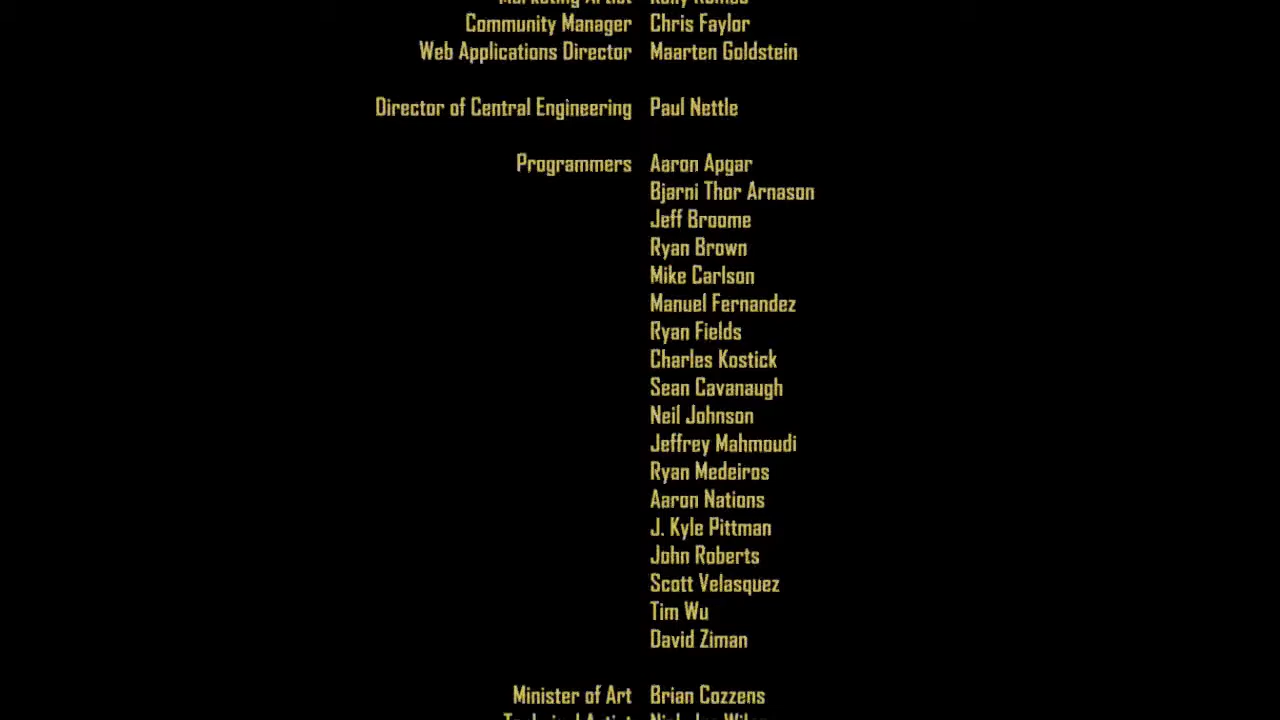 Community Manager Chris Faylor
Web Applications Director Maarten Goldstein
Director of Central Engineering Paul Nettle
Programmers Aaron Apgar
Bjarni Thor Arnason
Jeff Broome
Ryan Brown
Mike Carlson
Manuel Fernandez
Ryan Fields
Charles Kostick
Sean Cavanaugh
Neil Johnson
Jeffrey Mahmoudi
Ryan Medeiros
Aaron Nations
J. Kyle Pittman
John Roberts
Scott Velasquez
Tim Wu
David Ziman
Minister of Art Brian Cozzens